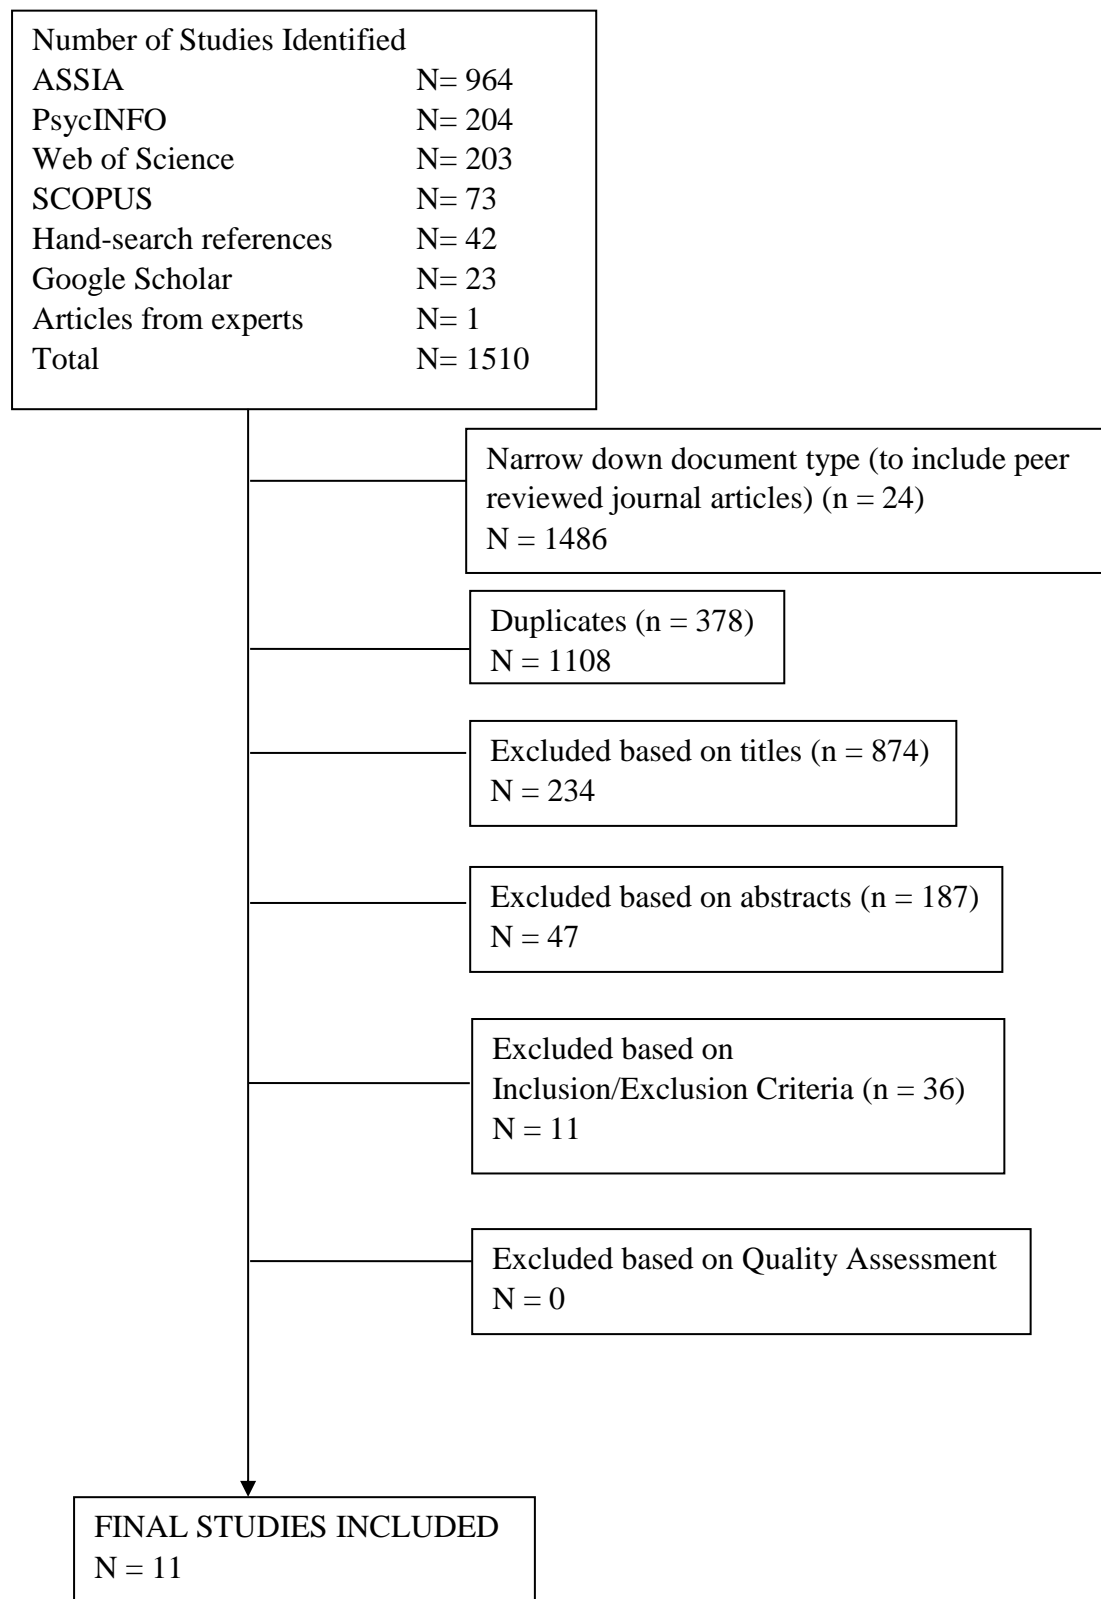 Number of Studies Identified
ASSIA N= 964
PsycINFO N= 204
Web of Science N= 203
SCOPUS N= 73
Hand-search references N= 42
Google Scholar N= 23
Articles from experts N= 1
Total N= 1510
Narrow down document type (to include peer
reviewed journal articles) (n = 24)
N = 1486
Duplicates (n = 378)
N = 1108
Excluded based on titles (n = 874)
N = 234
Excluded based on abstracts (n = 187)
N = 47
Excluded based on
Inclusion/Exclusion Criteria (n = 36)
N = 11
Excluded based on Quality Assessment
N = 0
FINAL STUDIES INCLUDED
N = 11